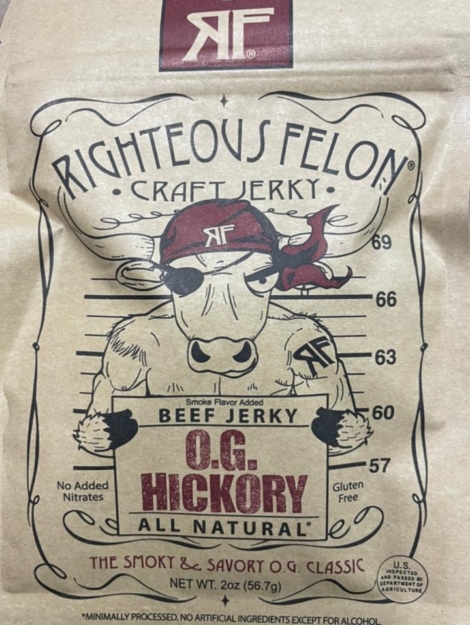 RF®
RIGHTEOUS FELON®
• CRAFT JERKY •
RF
69
66
RF
63
60
57
Smoke Flavor Added
BEEF JERKY
O.G.
HICKORY
ALL NATURAL*
No Added
Nitrates
Gluten
Free
THE SMOKY & SAVORY O.G. CLASSIC
NET WT. 2oz (56.7g)
U.S.
INSPECTED
AND PASSED BY
DEPARTMENT OF
AGRICULTURE
*MINIMALLY PROCESSED, NO ARTIFICIAL INGREDIENTS EXCEPT FOR ALCOHOL.